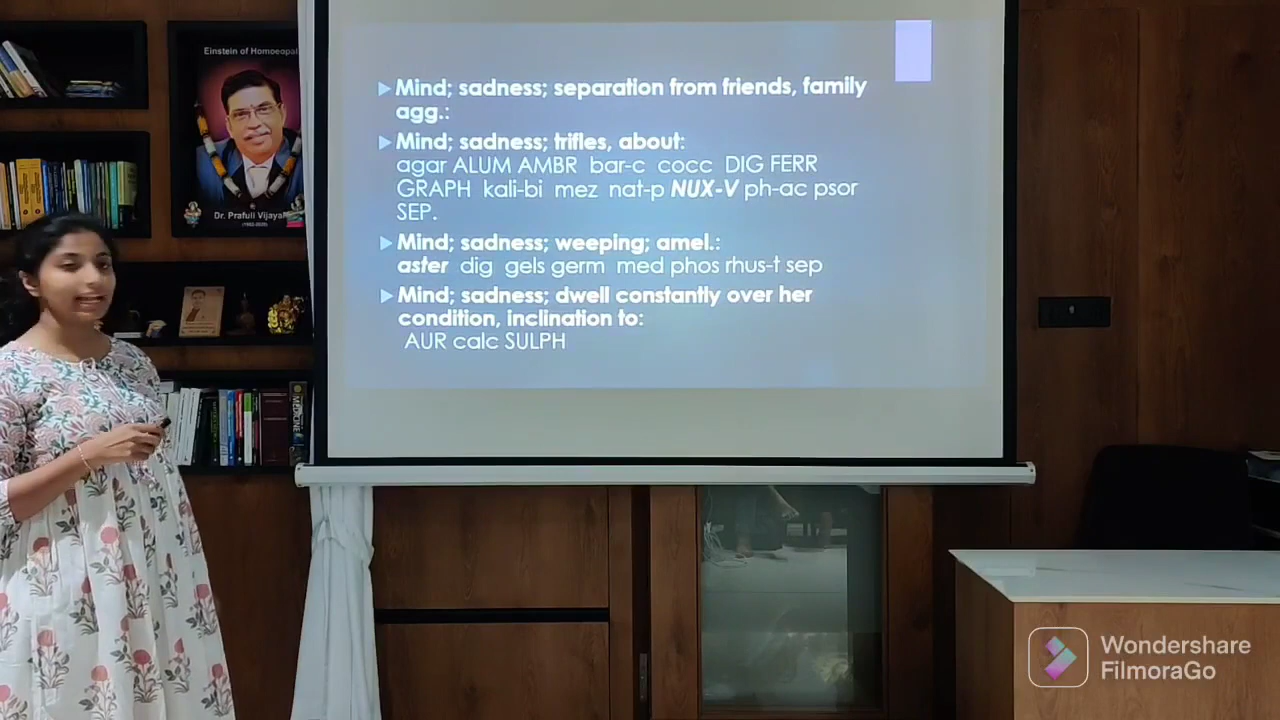 Einstein of Homoeopat
Dr. Prafull Vijayak
Mind; sadness; separation from friends, family
agg.:
Mind; sadness; trifles, about:
agar ALUM AMBR bar-c cocc DIG FERR
GRAPH kali-bi mez nat-p NUX-V ph-ac psor
SEP.
Mind; sadness; weeping; amel.:
aster dig gels germ med phos rhus-t sep
Mind; sadness; dwell constantly over her
condition, inclination to:
AUR calc SULPH
MEDICINE
Wondershare
FilmoraGo